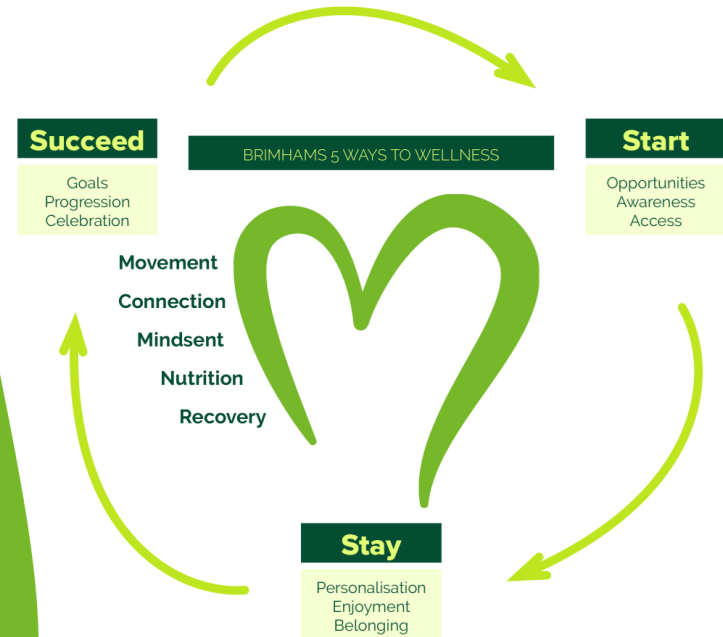 Succeed
Goals
Progression
Celebration
BRIMHAMS 5 WAYS TO WELLNESS
Start
Opportunities
Awareness
Access
Movement
Connection
Mindsent
Nutrition
Recovery
Stay
Personalisation
Enjoyment
Belonging